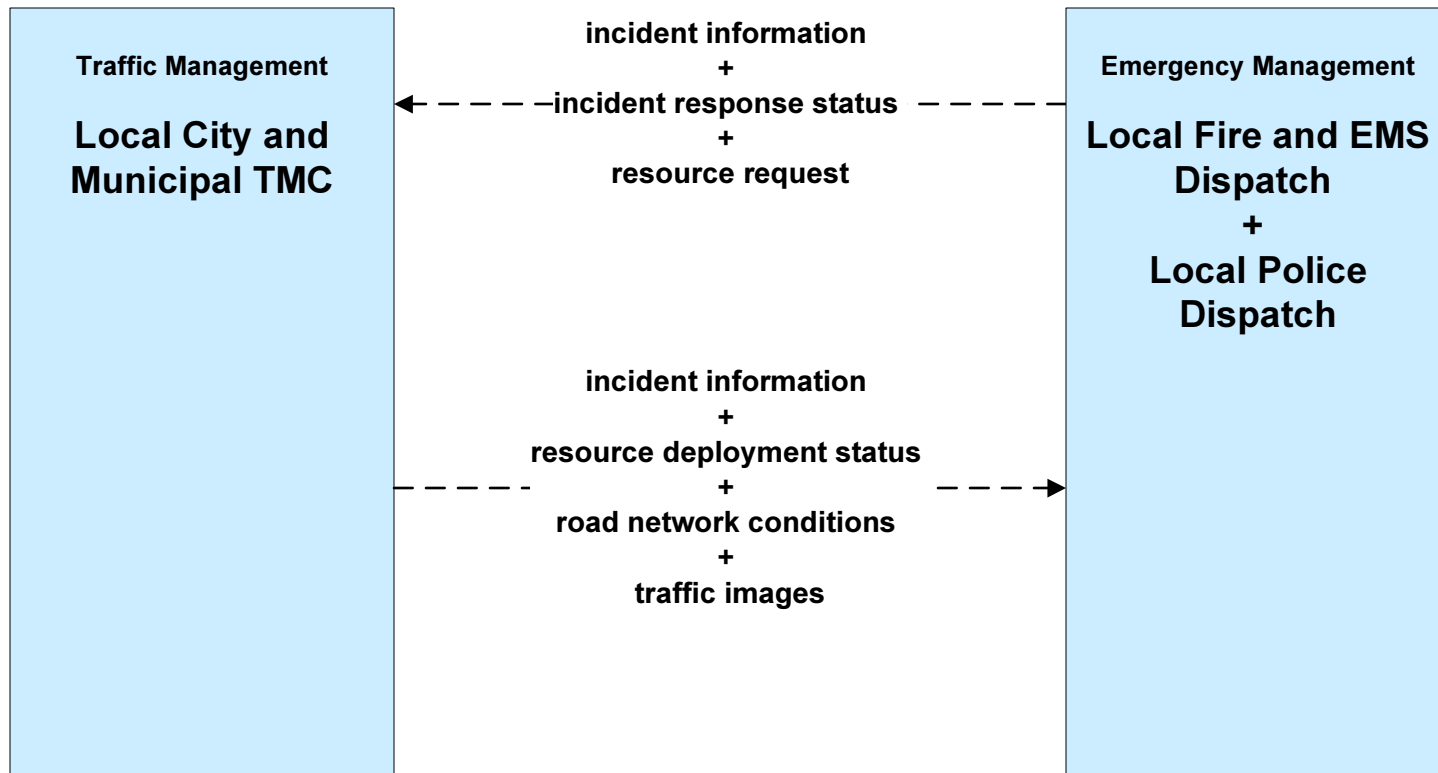 Traffic Management
Local City and
Municipal TMC
incident information
+
incident response status
+
resource request
incident information
+
resource deployment status
+
road network conditions
+
traffic images
Emergency Management
Local Fire and EMS
Dispatch
+
Local Police
Dispatch